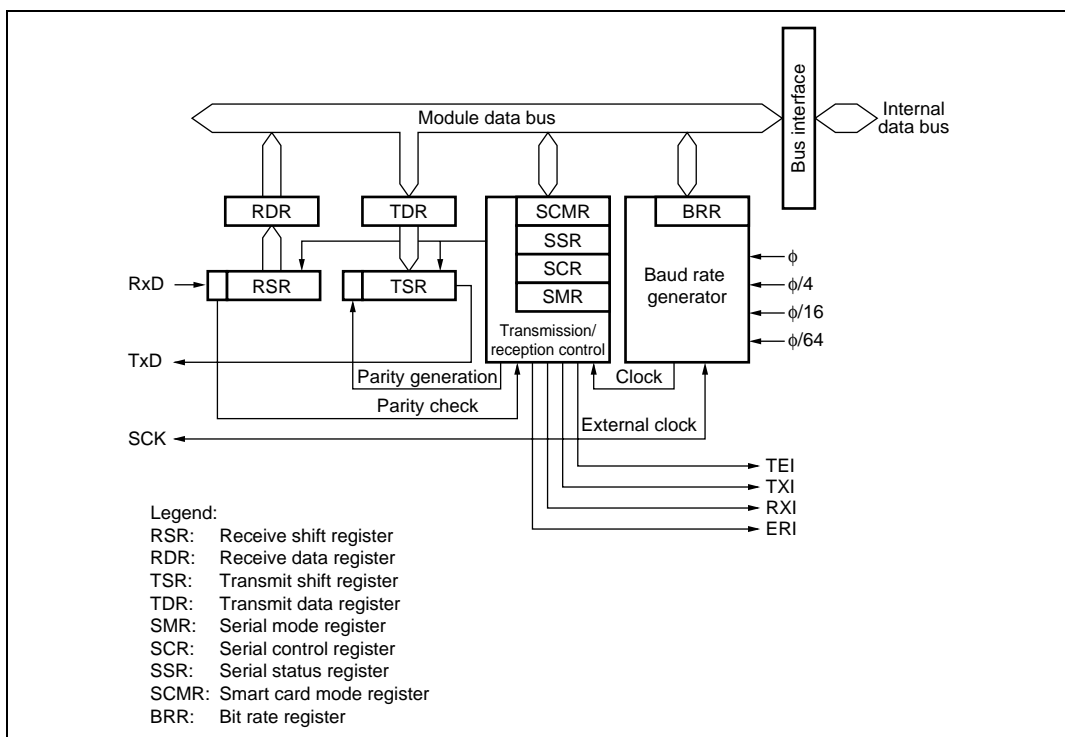 Bus interface
Module data bus
Internal
data bus
RDR
TDR
SCMR
BRR
SSR
SCR
SMR
RxD
RSR
TSR
Baud rate
generator
ϕ
ϕ/4
ϕ/16
ϕ/64
Transmission/
reception control
TxD
Parity generation
Clock
Parity check
External clock
SCK
TEI
TXI
RXI
ERI
Legend:
RSR: Receive shift register
RDR: Receive data register
TSR: Transmit shift register
TDR: Transmit data register
SMR: Serial mode register
SCR: Serial control register
SSR: Serial status register
SCMR: Smart card mode register
BRR: Bit rate register